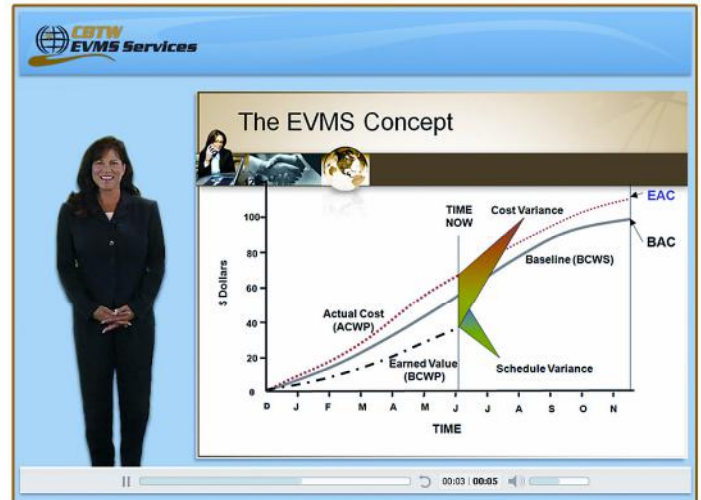 CBTW
EVMS Services
The EVMS Concept
EAC
BAC
TIME
NOW
Cost Variance
Baseline (BCWS)
Actual Cost
(ACWP)
Earned Value
(BCWP)
Schedule Variance
$ Dollars
100
80
60
40
20
0
D J F M A M J J A S O N
TIME
00:03 | 00:05